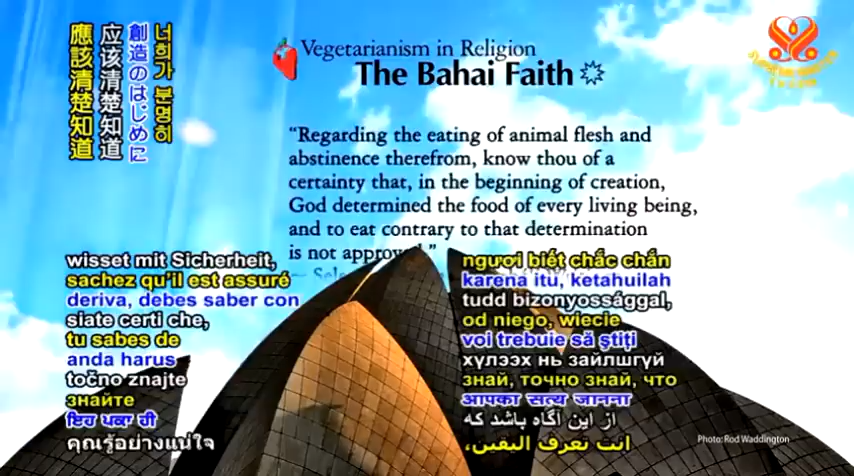 Vegetarianism in Religion
The Bahai Faith
SUPREME MASTER
"Regarding the eating of animal flesh and
abstinence therefrom, know thou of a
certainty that, in the beginning of creation,
God determined the food of every living being,
and to eat contrary to that determination
is not approved."
應該清楚知道
应该清楚知道
創造のはじめに
너희가 분명히
wisset mit Sicherheit,
sachez qu'il est assuré
deriva, debes saber con
siate certi che,
tu sabes de
anda harus
točno znajte
знайте
ਇਹ ਪਕਾ ਹੀ
คุณรู้อย่างแน่ใจ
ngươi biết chắc chắn
karena itu, ketahuilah
tudd bizonyossággal,
od niego, wiecie
voi trebuie să ştiţi
хүлээх нь зайлшгүй
знай, точно знай, что
आपका सत्य जानना
از این آگاه باشد که
انت تعرف اليقين،
Photo: Rod Waddington